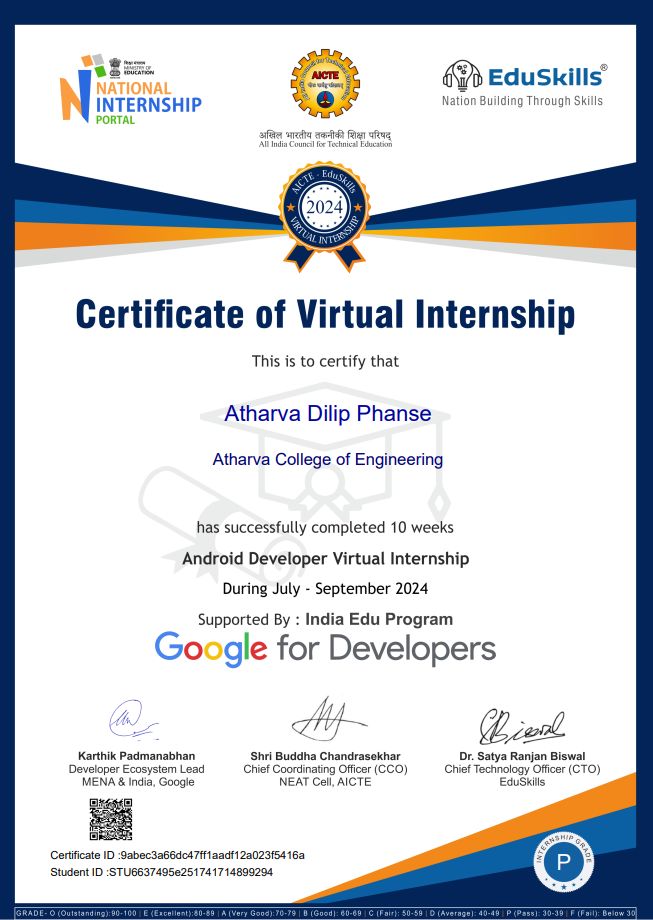 शिक्षा मंत्रालय
MINISTRY OF
EDUCATION
NATIONAL
INTERNSHIP
PORTAL
AICTE
अखिल भारतीय तकनीकी शिक्षा परिषद्
All India Council for Technical Education
EduSkills®
Nation Building Through Skills
AICTE - EduSkills
2024
VIRTUAL INTERNSHIP
Certificate of Virtual Internship
This is to certify that
Atharva Dilip Phanse
Atharva College of Engineering
has successfully completed 10 weeks
Android Developer Virtual Internship
During July - September 2024
Supported By : India Edu Program
Google for Developers
Karthik Padmanabhan
Developer Ecosystem Lead
MENA & India, Google
Shri Buddha Chandrasekhar
Chief Coordinating Officer (CCO)
NEAT Cell, AICTE
Dr. Satya Ranjan Biswal
Chief Technology Officer (CTO)
EduSkills
Certificate ID :9abec3a66dc47ff1aadf12a023f5416a
Student ID :STU6637495e251741714899294
INTERNSHIP GRADE
P
GRADE- O (Outstanding):90-100 | E (Excellent):80-89 | A (Very Good):70-79 | B (Good): 60-69 | C (Fair): 50-59 | D (Average): 40-49 | P (Pass): 30-39 | F (Fail): Below 30